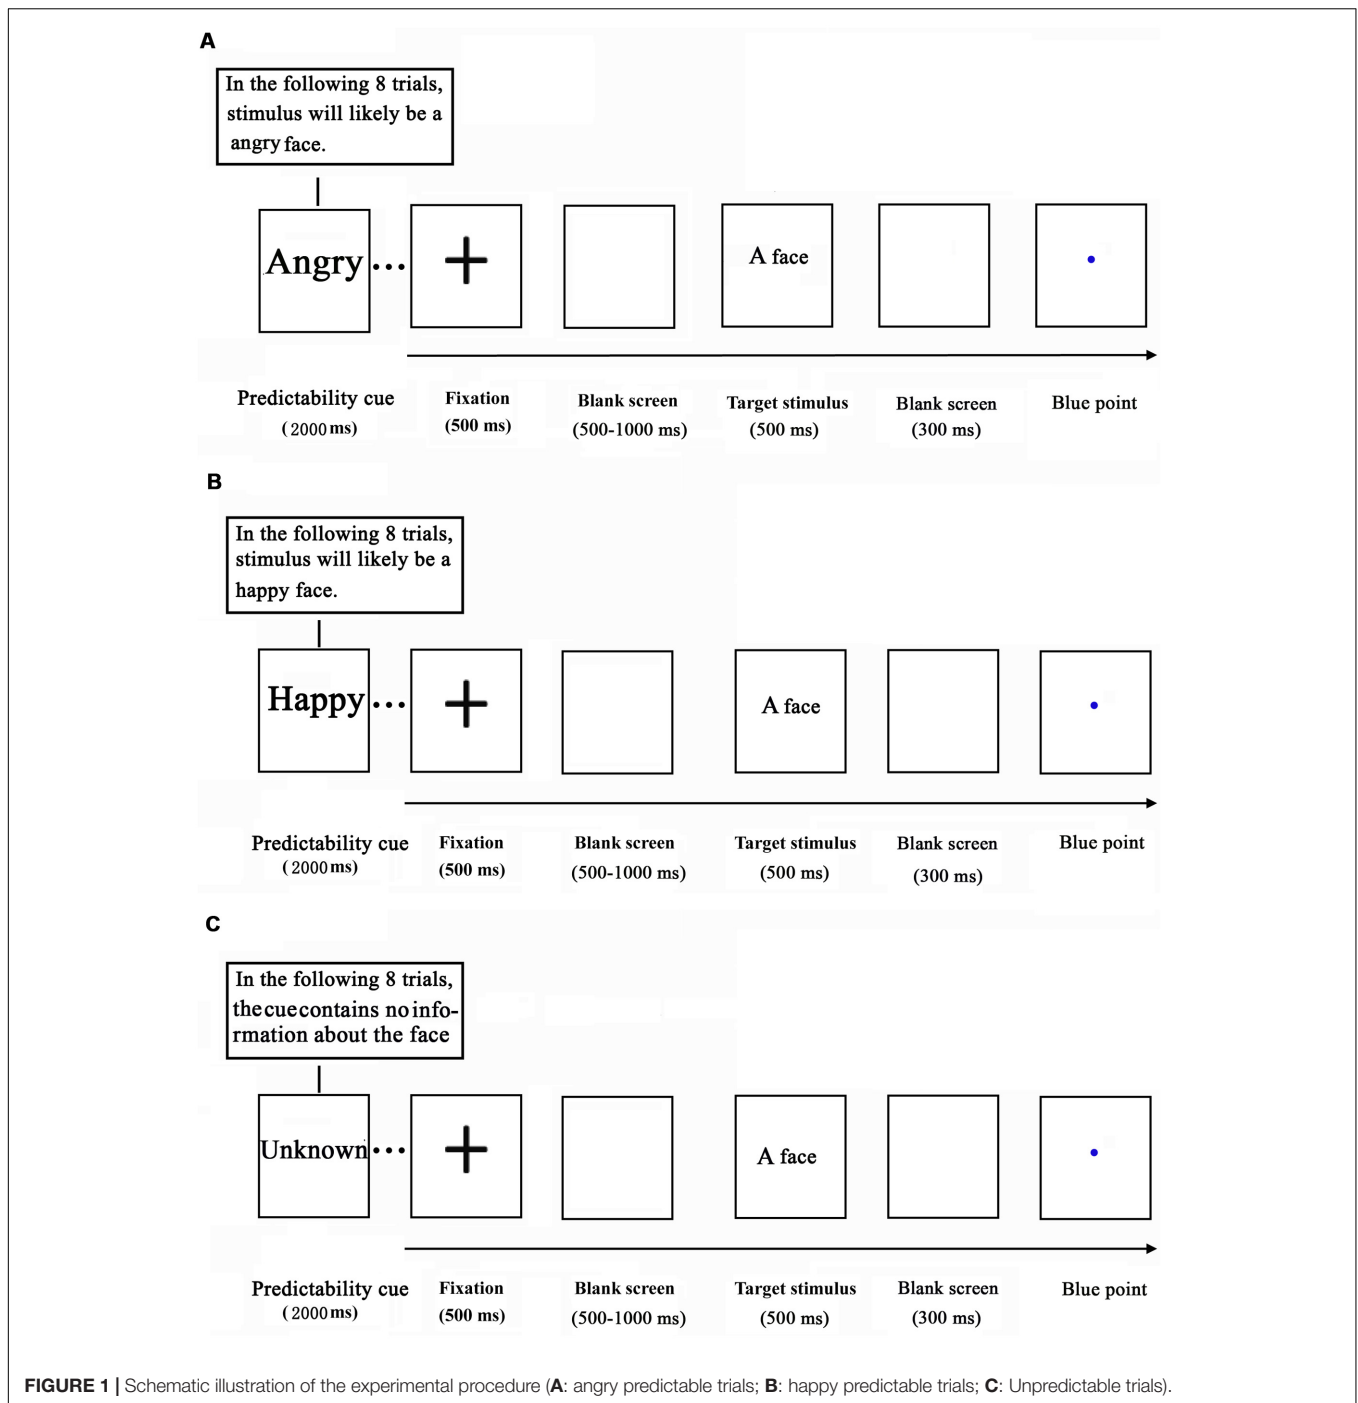 A
In the following 8 trials,
stimulus will likely be a
angry face.
Angry
...
A face
Predictability cue
(2000 ms)
Fixation
(500 ms)
Blank screen
(500-1000 ms)
Target stimulus
(500 ms)
Blank screen
(300 ms)
Blue point
B
In the following 8 trials,
stimulus will likely be a
happy face.
Happy
...
A face
Predictability cue
(2000 ms)
Fixation
(500 ms)
Blank screen
(500-1000 ms)
Target stimulus
(500 ms)
Blank screen
(300 ms)
Blue point
C
In the following 8 trials,
the cue contains no info-
rmation about the face
Unknown
...
A face
Predictability cue
(2000 ms)
Fixation
(500 ms)
Blank screen
(500-1000 ms)
Target stimulus
(500 ms)
Blank screen
(300 ms)
Blue point
FIGURE 1 | Schematic illustration of the experimental procedure (A: angry predictable trials; B: happy predictable trials; C: Unpredictable trials).